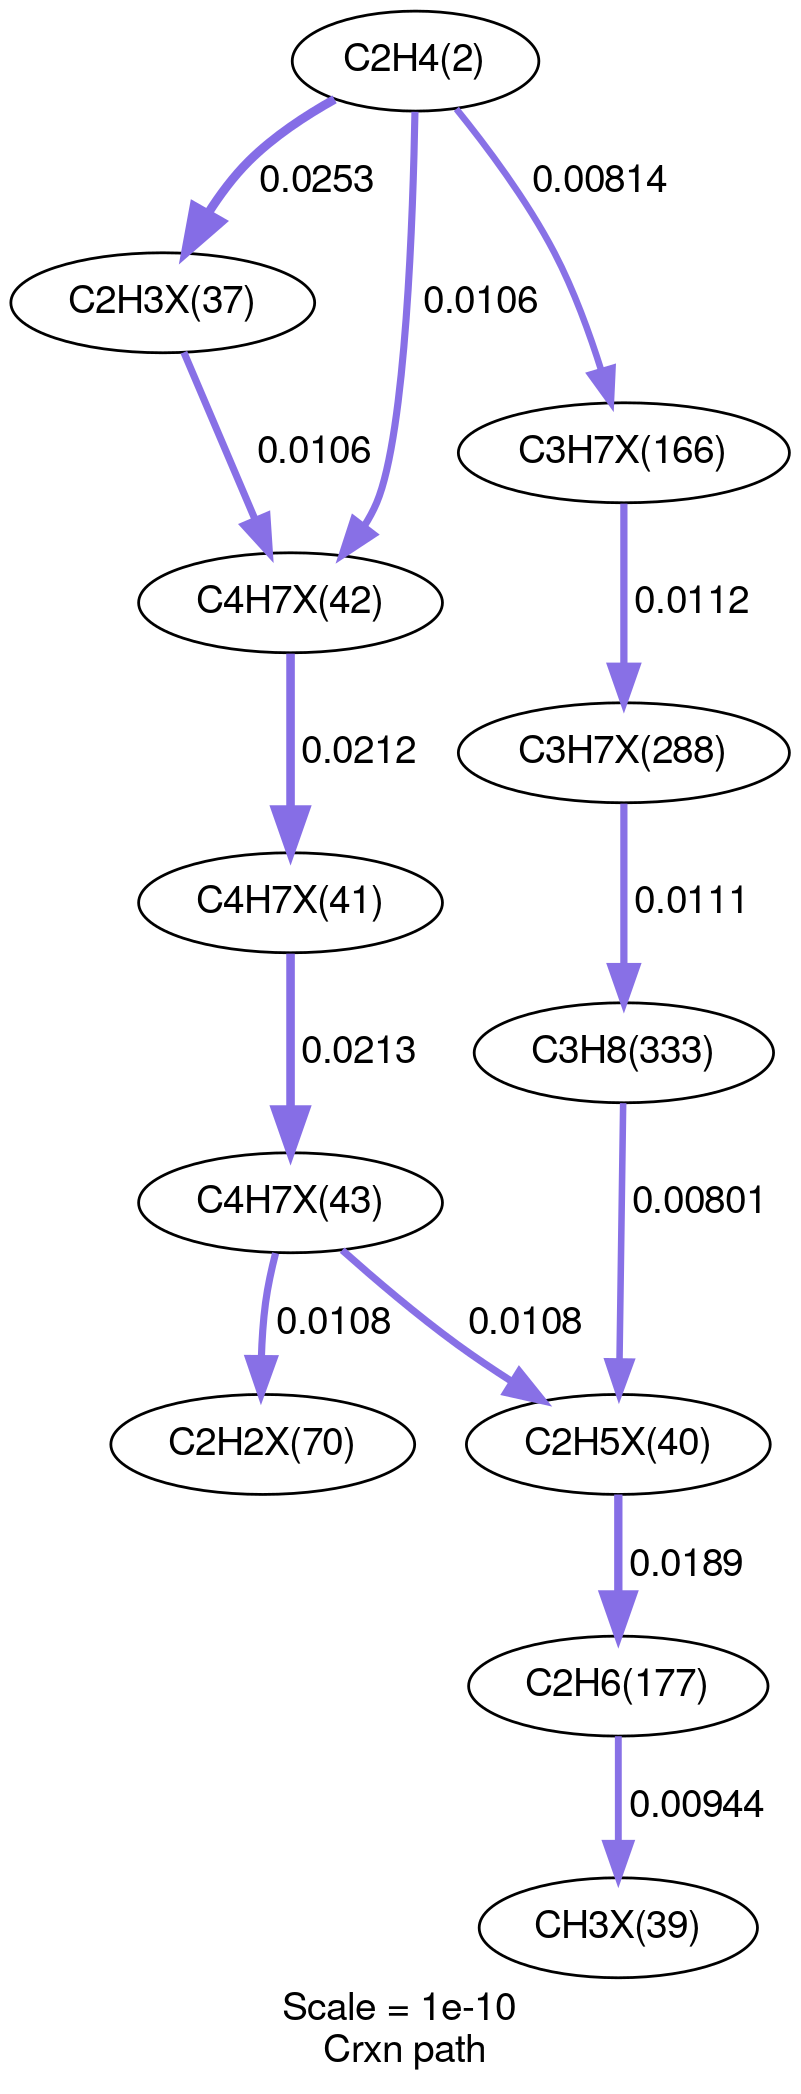 C2H4(2)
0.0253
0.00814
C2H3X(37)
0.0106
0.0106
C3H7X(166)
C4H7X(42)
0.0112
0.0212
C3H7X(288)
C4H7X(41)
0.0111
0.0213
C3H8(333)
C4H7X(43)
0.00801
0.0108
0.0108
C2H2X(70)
C2H5X(40)
0.0189
C2H6(177)
0.00944
CH3X(39)
Scale = 1e-10
Crxn path